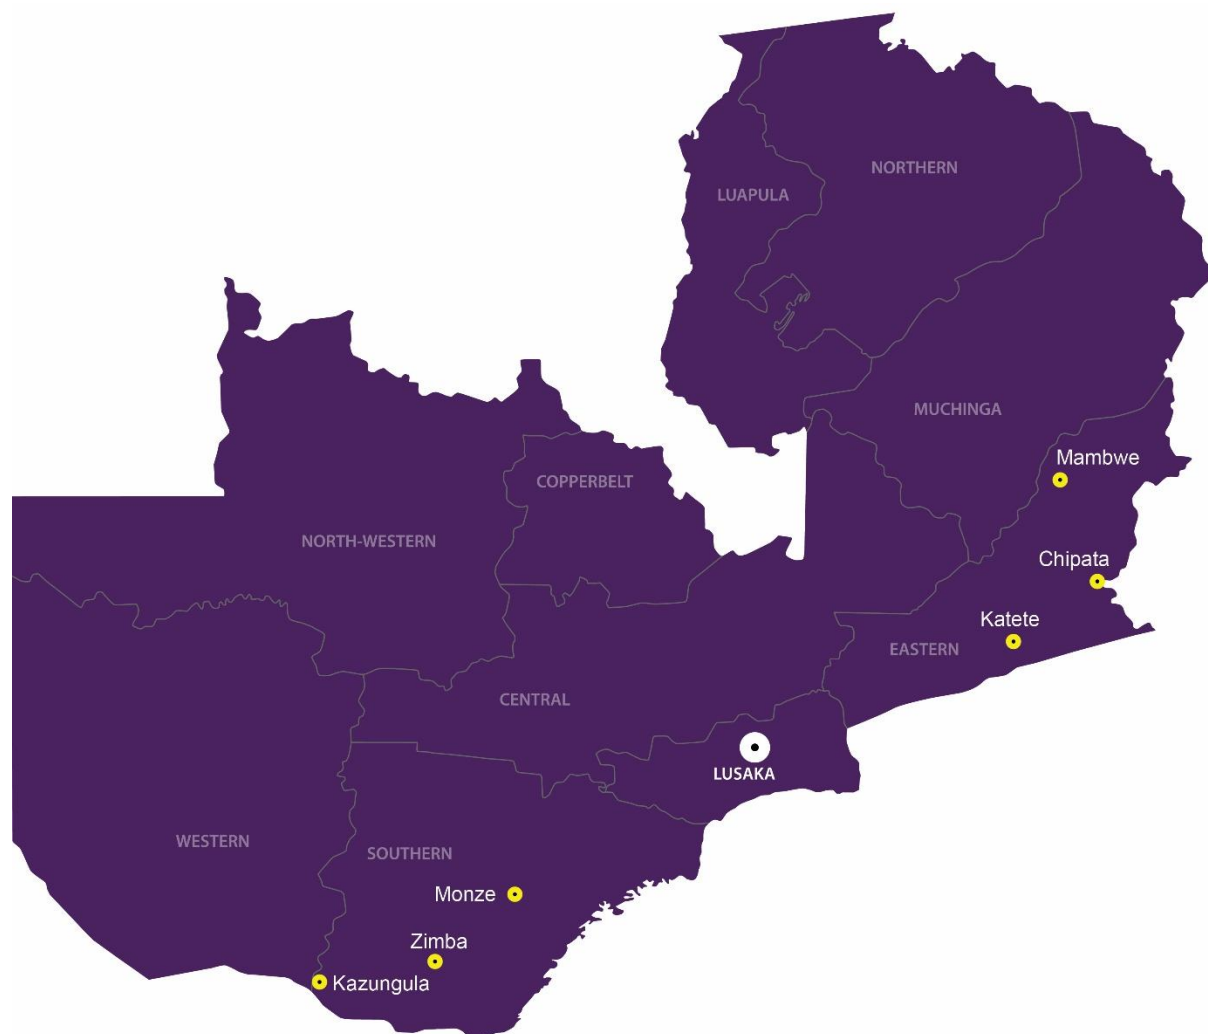 NORTHERN
LUAPULA
MUCHINGA
Mambwe
COPPERBELT
NORTH-WESTERN
Chipata
Katete
EASTERN
CENTRAL
LUSAKA
WESTERN
SOUTHERN
Monze
Zimba
Kazungula